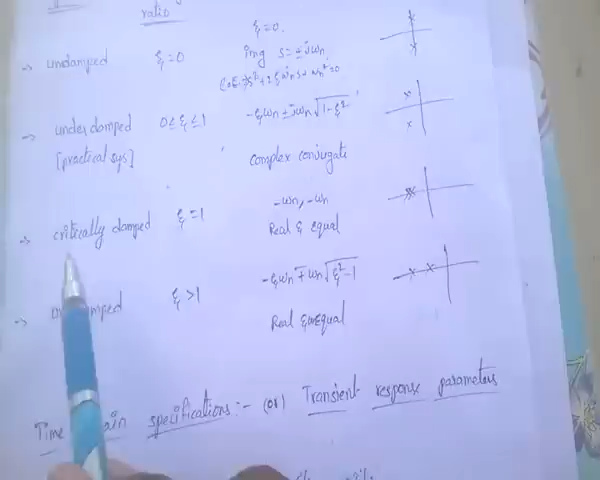 ratio
→ undamped ξ=0 ξ=0.
img s=±jωn
C.E. ⇒ s²+2ξωns+ωn²=0
→ underdamped 0≤ξ≤1 -ξωn±jωn√1-ξ²
[practical sys] complex conjugate
→ critically damped ξ=1 -ωn, -ωn
Real & equal
→ ξ>1 -ξωn∓ωn√ξ²-1
Real & unequal
Time specifications:- (or) Transient response parameters